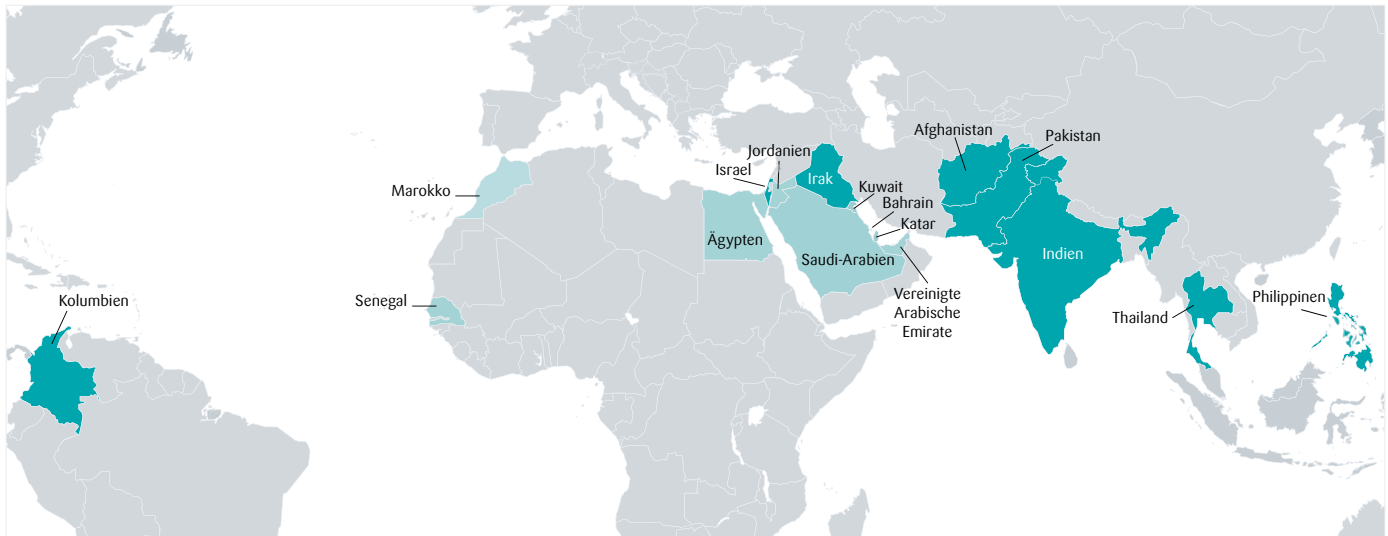 Afghanistan
Pakistan
Jordanien
Israel
Irak
Marokko
Kuwait
Bahrain
Katar
Ägypten
Indien
Saudi-Arabien
Kolumbien
Senegal
Vereinigte
Arabische
Emirate
Philippinen
Thailand